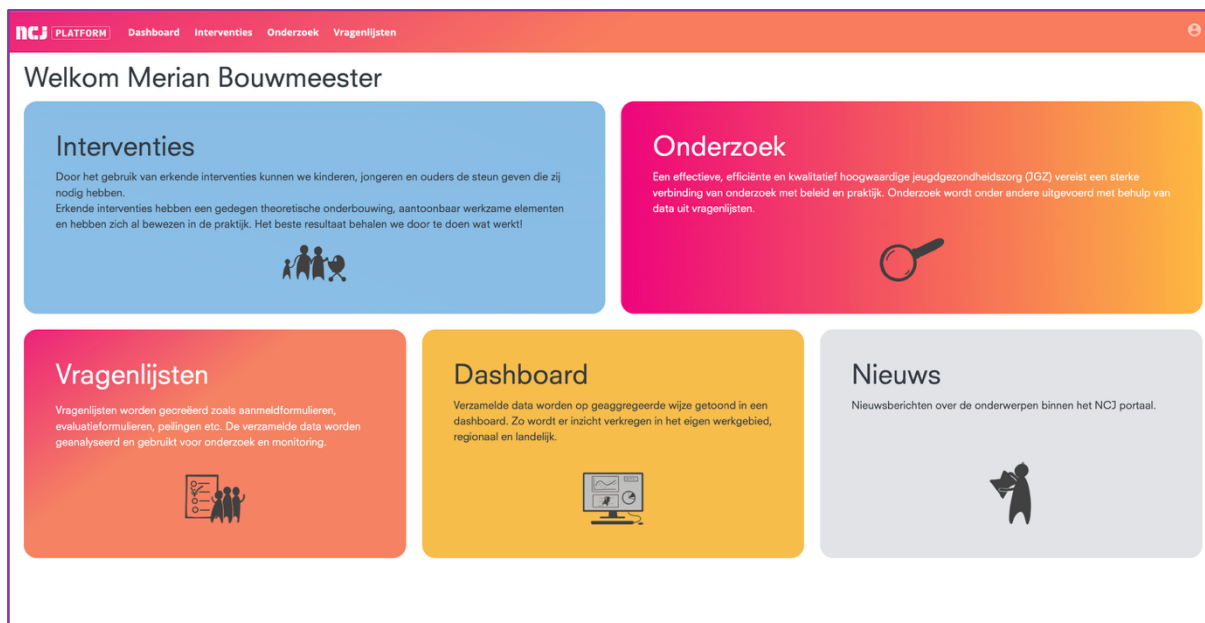 ncj PLATFORM Dashboard Interventies Onderzoek Vragenlijsten
Welkom Merian Bouwmeester
Interventies
Door het gebruik van erkende interventies kunnen we kinderen, jongeren en ouders de steun geven die zij
nodig hebben.
Erkende interventies hebben een gedegen theoretische onderbouwing, aantoonbaar werkzame elementen
en hebben zich al bewezen in de praktijk. Het beste resultaat behalen we door te doen wat werkt!
Onderzoek
Een effectieve, efficiënte en kwalitatief hoogwaardige jeugdgezondheidszorg (JGZ) vereist een sterke
verbinding van onderzoek met beleid en praktijk. Onderzoek wordt onder andere uitgevoerd met behulp van
data uit vragenlijsten.
Vragenlijsten
Vragenlijsten worden gecreëerd zoals aanmeldformulieren,
evaluatieformulieren, peilingen etc. De verzamelde data worden
geanalyseerd en gebruikt voor onderzoek en monitoring.
Dashboard
Verzamelde data worden op geaggregeerde wijze getoond in een
dashboard. Zo wordt er inzicht verkregen in het eigen werkgebied,
regionaal en landelijk.
Nieuws
Nieuwsberichten over de onderwerpen binnen het NCJ portaal.